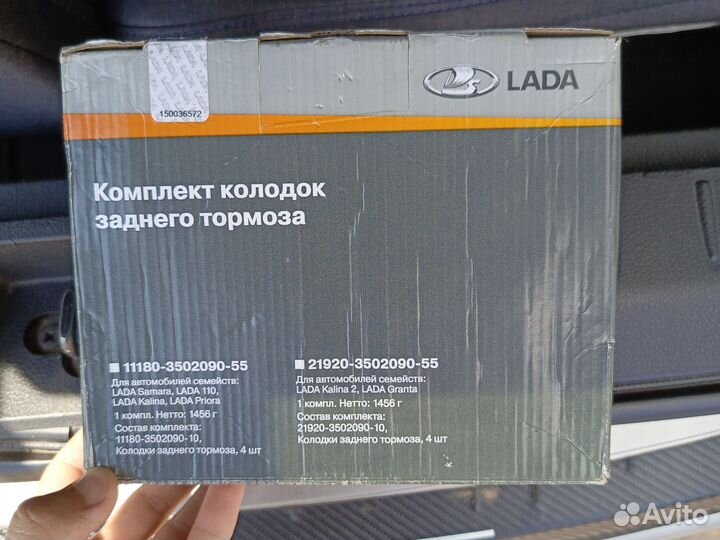 LADA
150036572
Комплект колодок
заднего тормоза
11180-3502090-55
Для автомобилей семейств:
LADA Samara, LADA 110,
LADA Kalina, LADA Priora
1 компл. Нетто: 1456 г
Состав комплекта:
11180-3502090-10,
Колодки заднего тормоза, 4 шт
21920-3502090-55
Для автомобилей семейств:
LADA Kalina 2, LADA Granta
1 компл. Нетто: 1456 г
Состав комплекта:
21920-3502090-10,
Колодки заднего тормоза, 4 шт
Avito